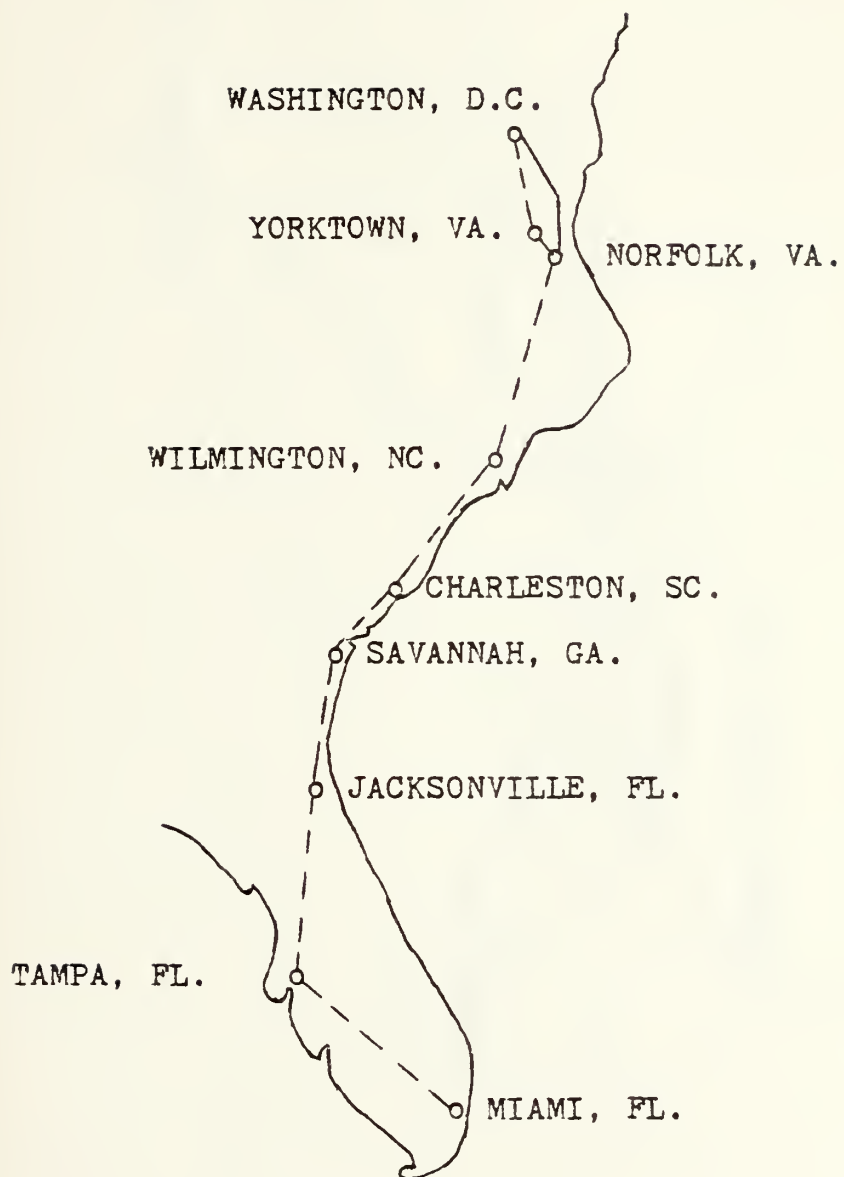 WASHINGTON, D.C.
YORKTOWN, VA.
NORFOLK, VA.
WILMINGTON, NC.
CHARLESTON, SC.
SAVANNAH, GA.
JACKSONVILLE, FL.
TAMPA, FL.
MIAMI, FL.